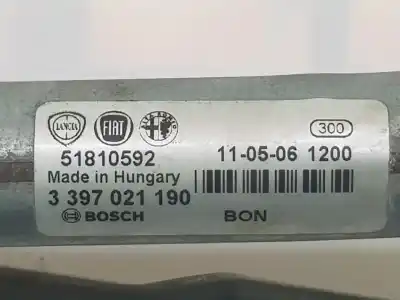 LANCIA FIAT
300
51810592 11-05-06 1200
Made in Hungary
3 397 021 190
BOSCH BON